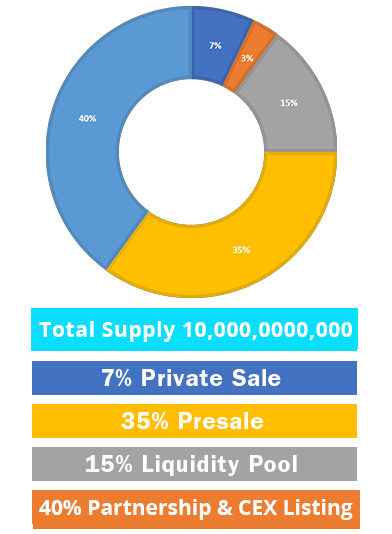 7%
3%
40%
15%
35%
Total Supply 10,000,0000,000
7% Private Sale
35% Presale
15% Liquidity Pool
40% Partnership & CEX Listing